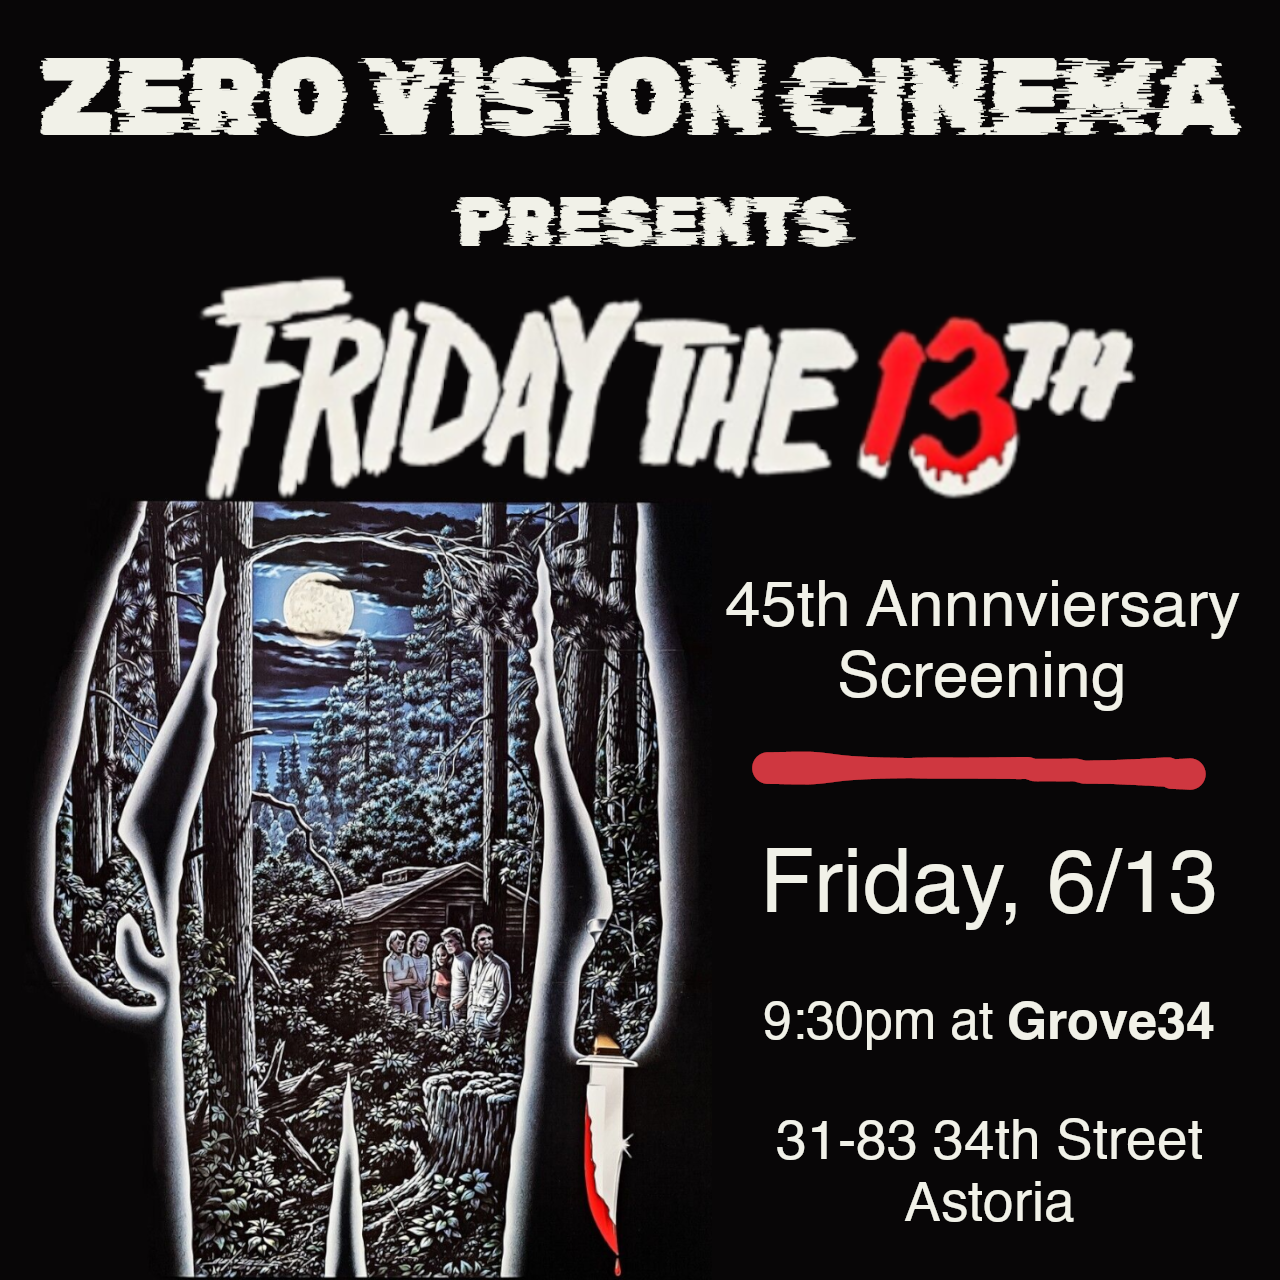 ZERO VISION CINEMA
PRESENTS
FRIDAY THE 13TH
45th Annnviersary
Screening
Friday, 6/13
9:30pm at Grove34
31-83 34th Street
Astoria